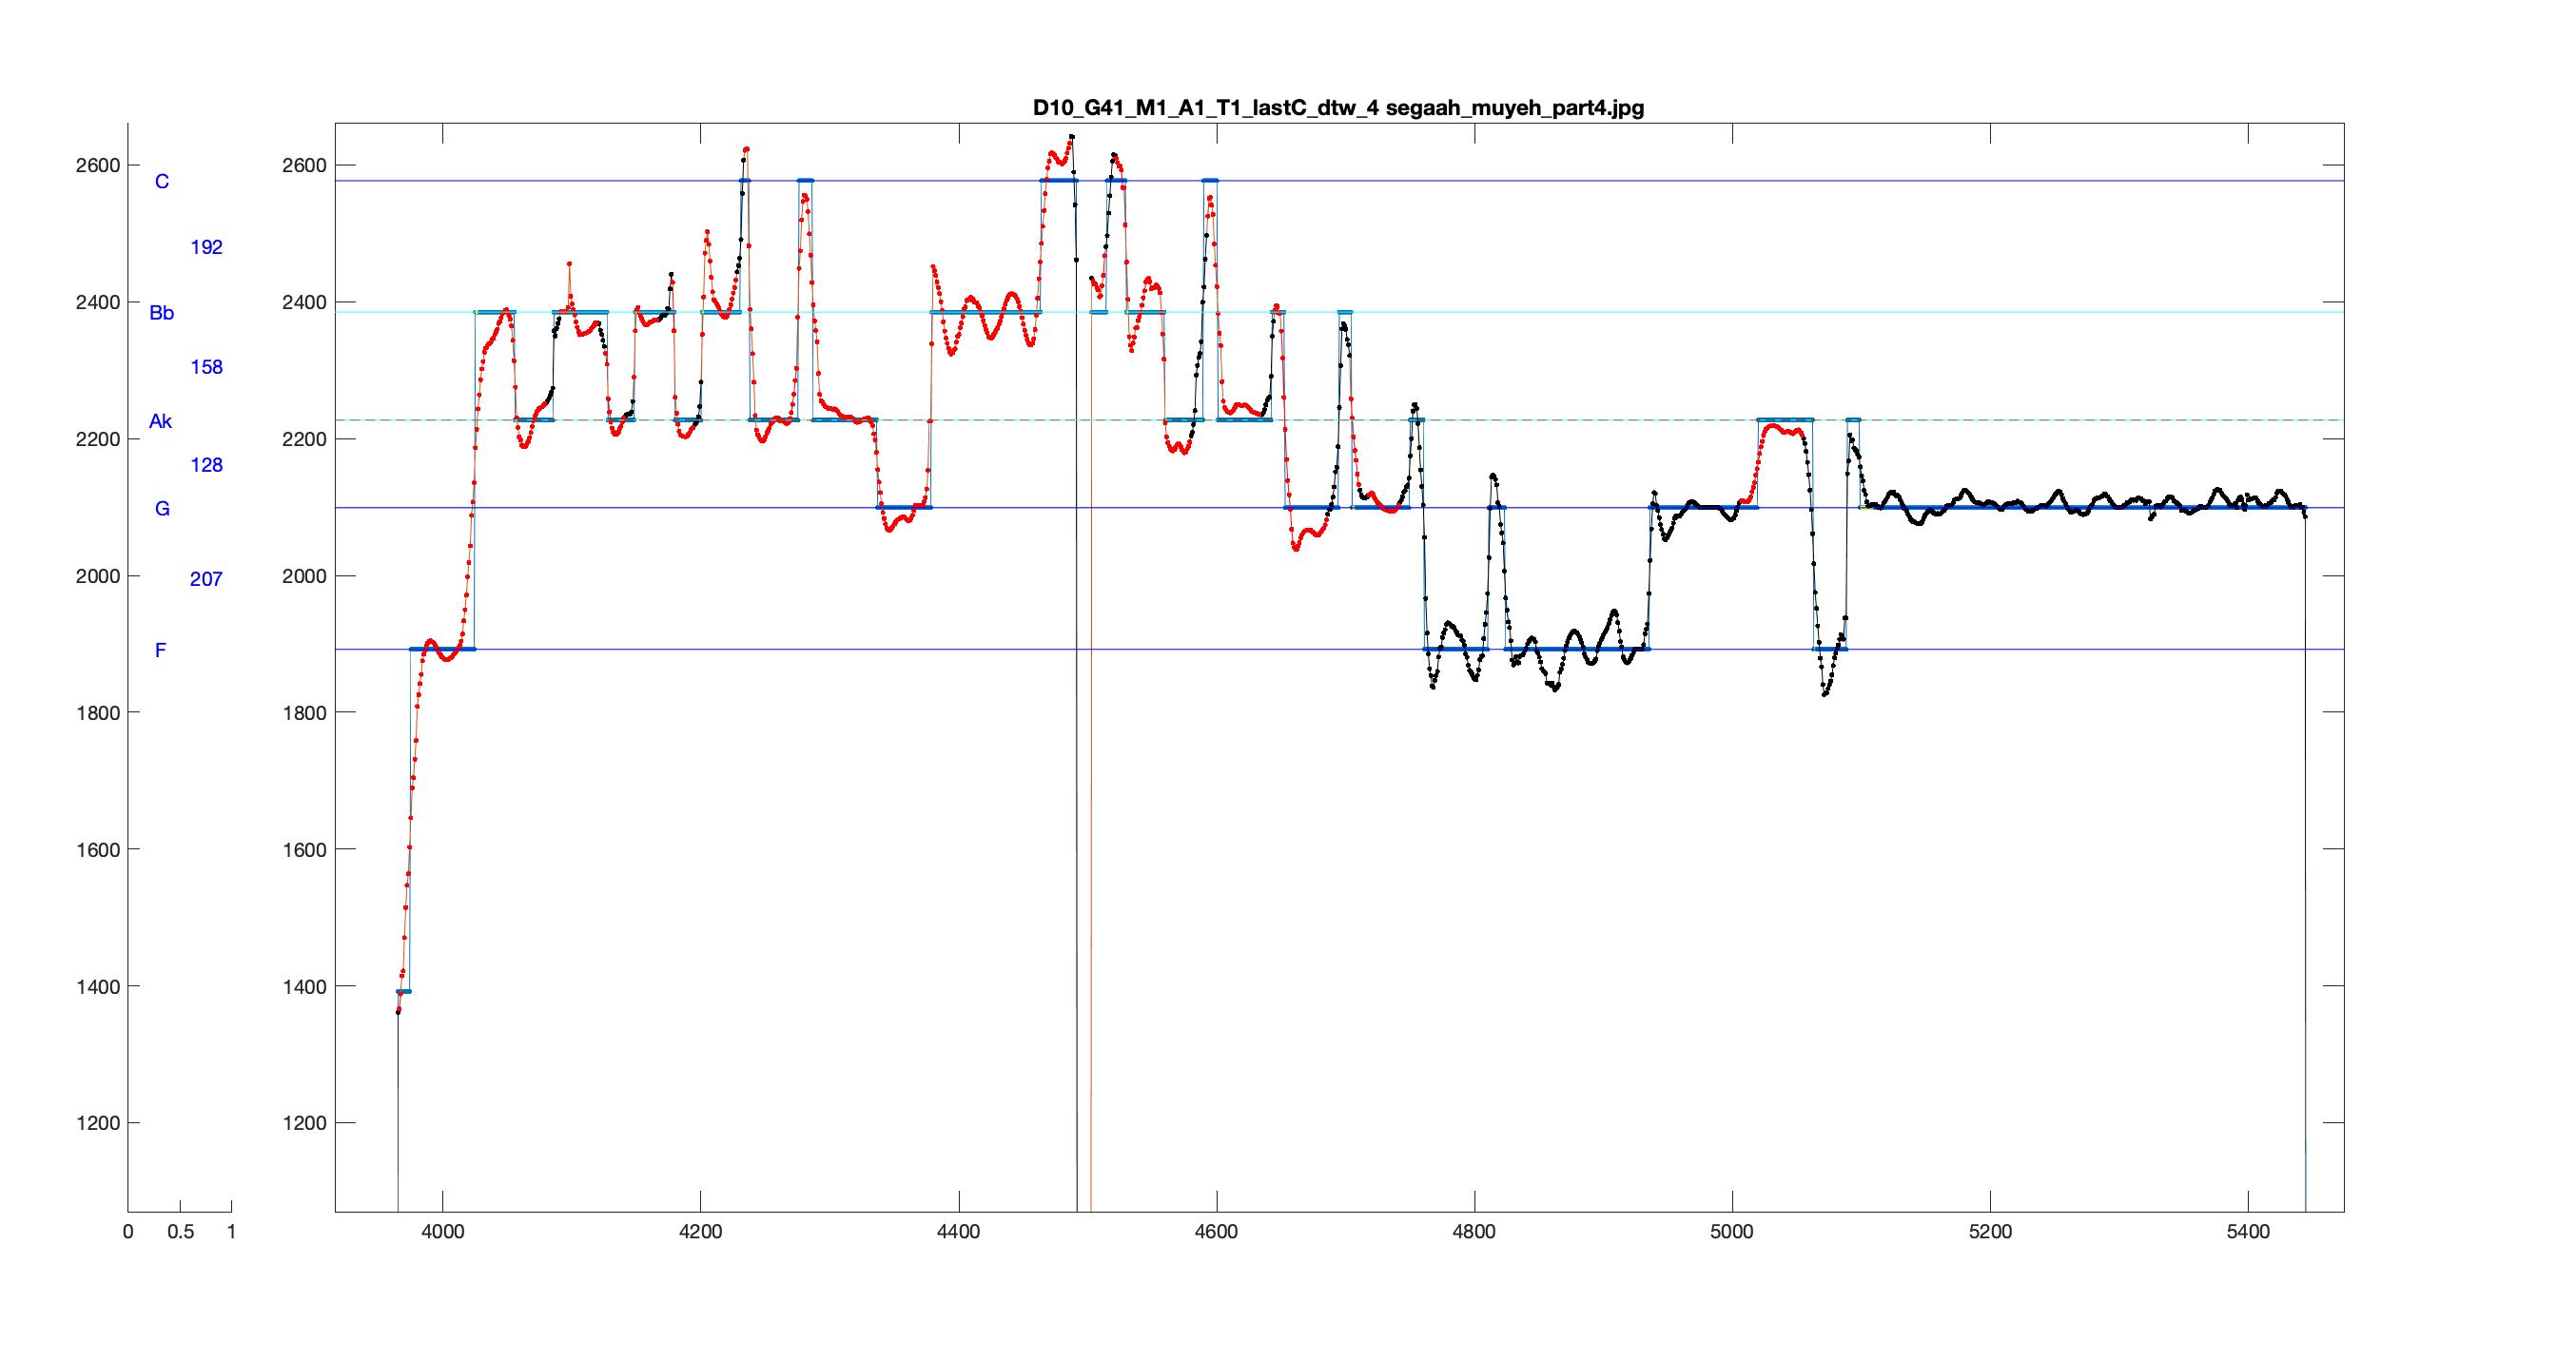 D10_G41_M1_A1_T1_lastC_dtw_4 segaah_muyeh_part4.jpg
2600 2600
C
192
2400 Bb 2400
158
Ak
2200 2200
128
G
2000 207 2000
F
1800 1800
1600 1600
1400 1400
1200 1200
0 0.5 1 4000 4200 4400 4600 4800 5000 5200 5400